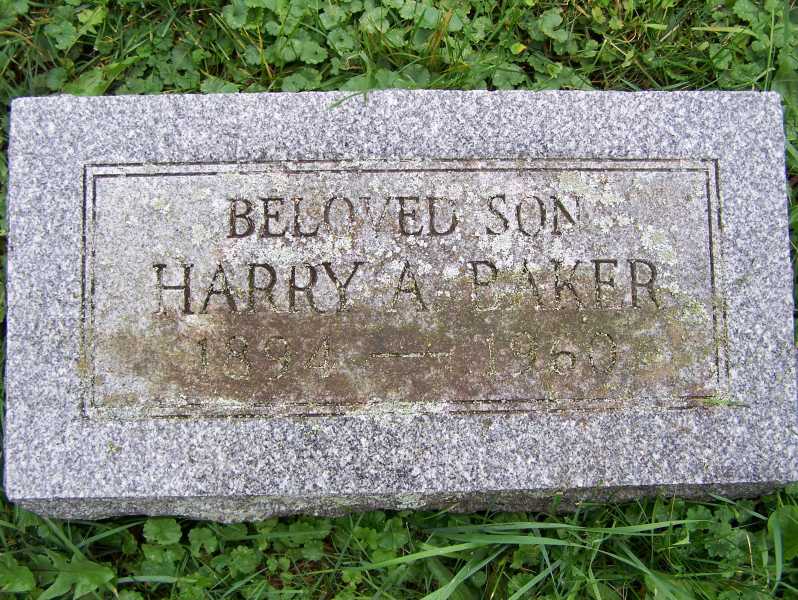 BELOVED SON
HARRY A. BAKER
1894 — 1960